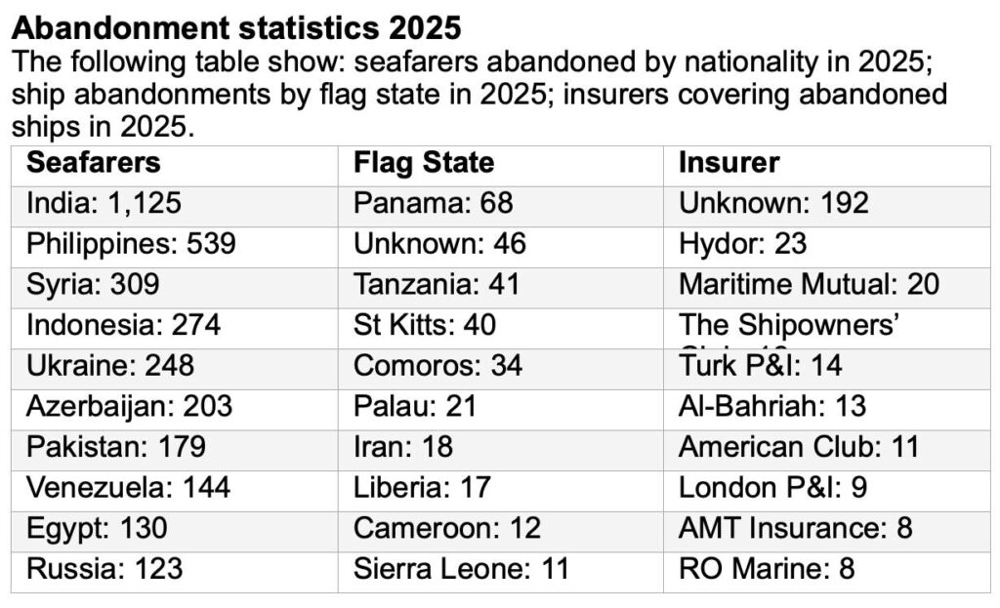 Abandonment statistics 2025
The following table show: seafarers abandoned by nationality in 2025;
ship abandonments by flag state in 2025; insurers covering abandoned
ships in 2025.
Seafarers Flag State Insurer
India: 1,125 Panama: 68 Unknown: 192
Philippines: 539 Unknown: 46 Hydor: 23
Syria: 309 Tanzania: 41 Maritime Mutual: 20
Indonesia: 274 St Kitts: 40 The Shipowners’
Ukraine: 248 Comoros: 34 Turk P&I: 14
Azerbaijan: 203 Palau: 21 Al-Bahriah: 13
Pakistan: 179 Iran: 18 American Club: 11
Venezuela: 144 Liberia: 17 London P&I: 9
Egypt: 130 Cameroon: 12 AMT Insurance: 8
Russia: 123 Sierra Leone: 11 RO Marine: 8